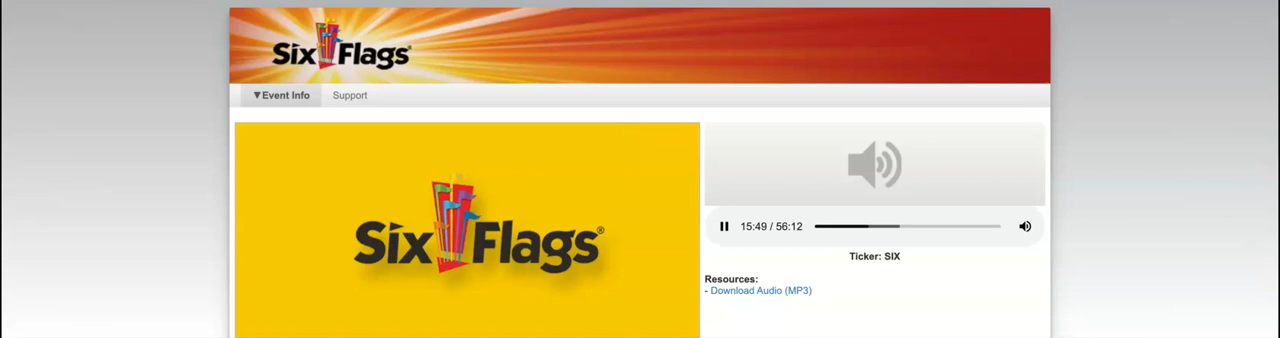 Six Flags®
▼Event Info Support
Six Flags®
15:49 / 56:12
Ticker: SIX
Resources:
- Download Audio (MP3)